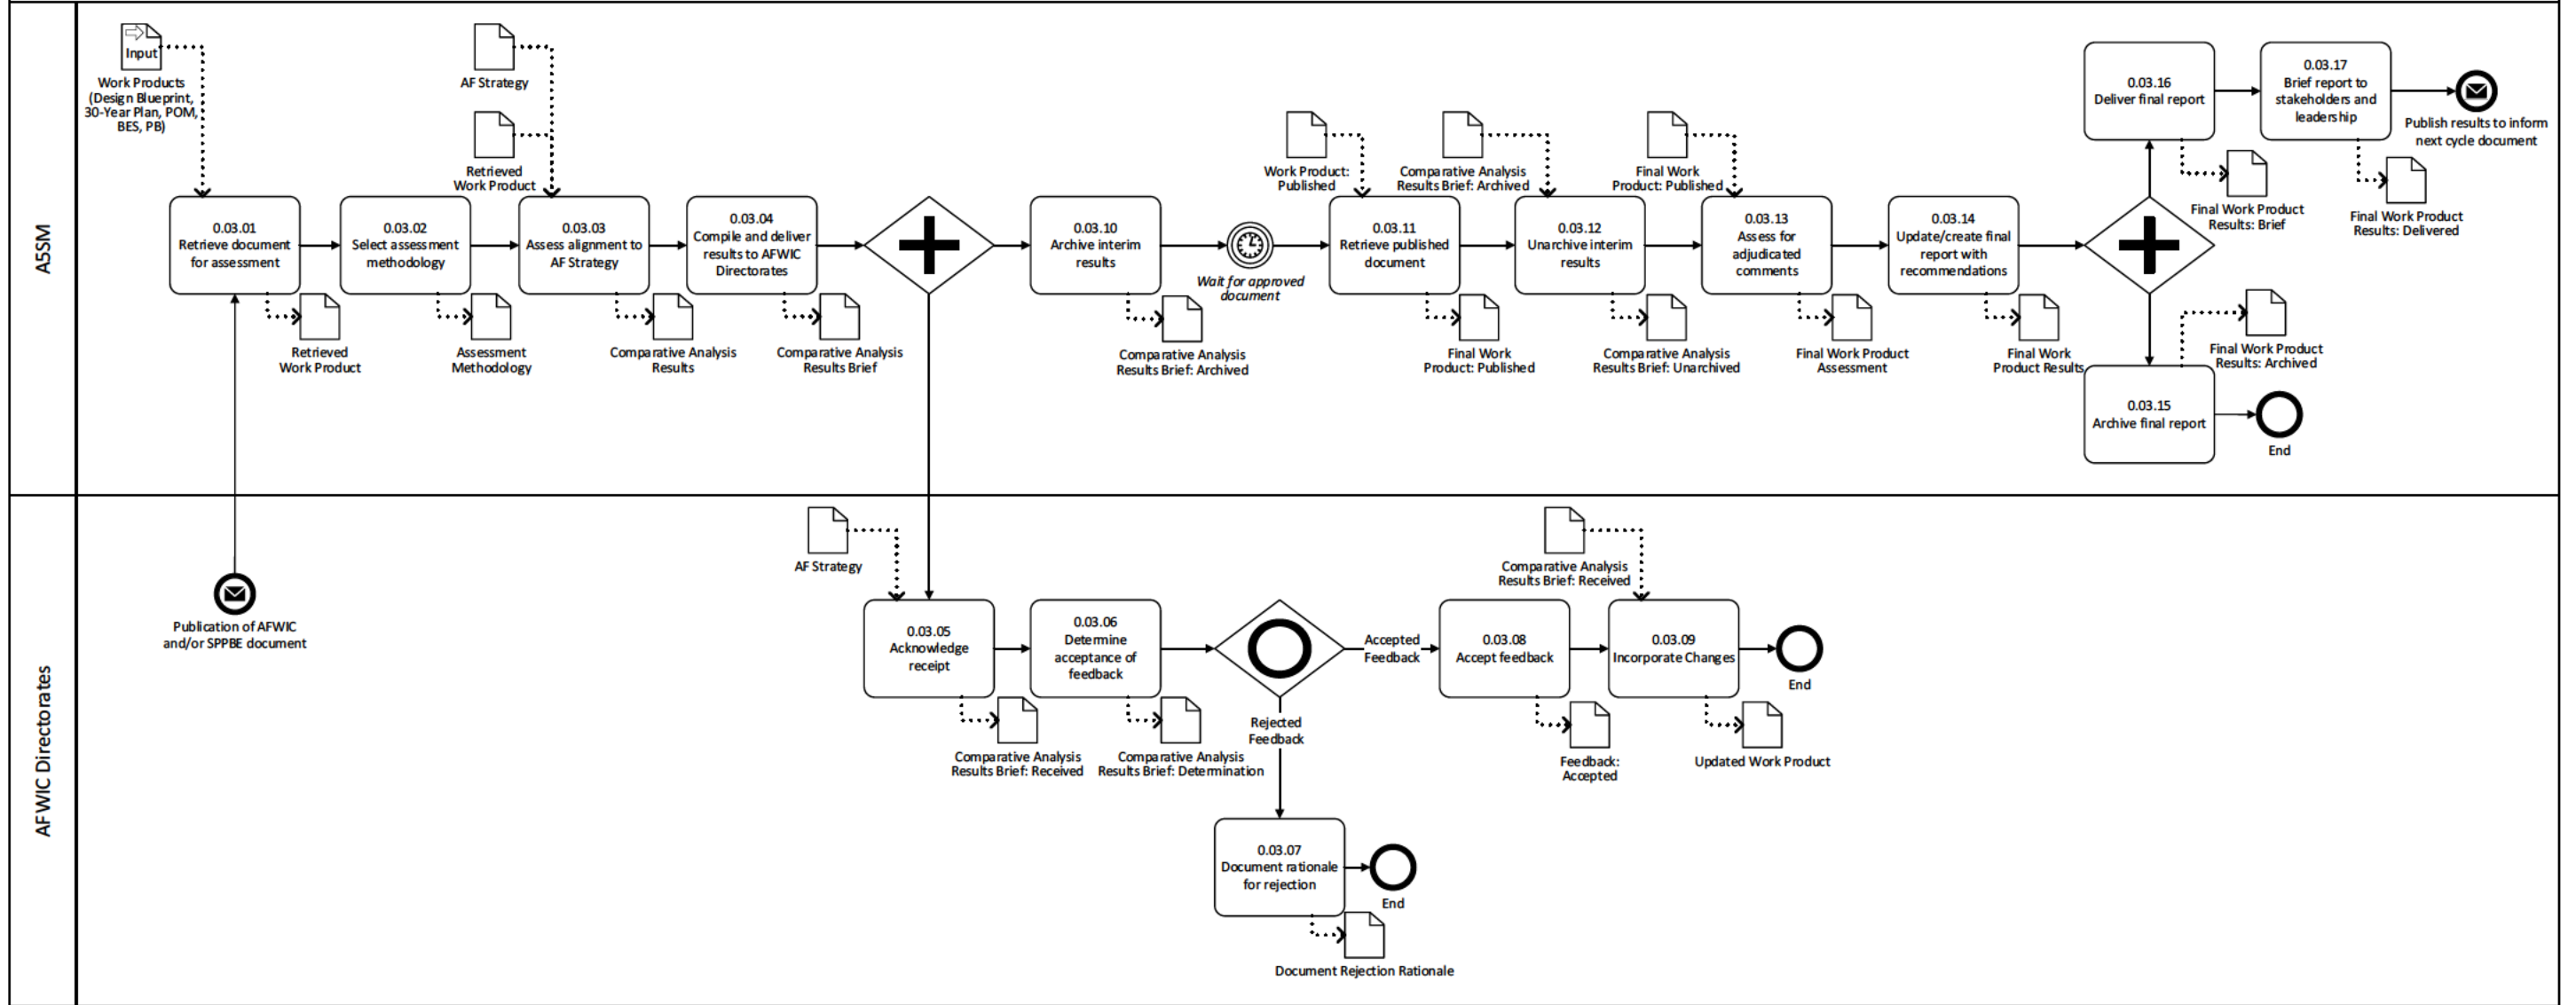 A5SM
Input
Work Products
(Design Blueprint,
30-Year Plan, POM,
BES, PB)
AF Strategy
Retrieved
Work Product
0.03.01
Retrieve document
for assessment
Retrieved
Work Product
0.03.02
Select assessment
methodology
Assessment
Methodology
0.03.03
Assess alignment to
AF Strategy
Comparative Analysis
Results
0.03.04
Compile and deliver
results to AFWIC
Directorates
Comparative Analysis
Results Brief
0.03.10
Archive interim
results
Comparative Analysis
Results Brief: Archived
Wait for approved
document
Work Product:
Published
0.03.11
Retrieve published
document
Final Work
Product: Published
Comparative Analysis
Results Brief: Archived
0.03.12
Unarchive interim
results
Comparative Analysis
Results Brief: Unarchived
Final Work
Product: Published
0.03.13
Assess for
adjudicated
comments
Final Work Product
Assessment
0.03.14
Update/create final
report with
recommendations
Final Work
Product Results
0.03.16
Deliver final report
Final Work Product
Results: Brief
0.03.17
Brief report to
stakeholders and
leadership
Final Work Product
Results: Delivered
Publish results to inform
next cycle document
Final Work Product
Results: Archived
0.03.15
Archive final report
End
AFWIC Directorates
Publication of AFWIC
and/or SPPBE document
AF Strategy
0.03.05
Acknowledge
receipt
Comparative Analysis
Results Brief: Received
0.03.06
Determine
acceptance of
feedback
Comparative Analysis
Results Brief: Determination
Accepted
Feedback
Rejected
Feedback
0.03.08
Accept feedback
Feedback:
Accepted
Comparative Analysis
Results Brief: Received
0.03.09
Incorporate Changes
Updated Work Product
End
0.03.07
Document rationale
for rejection
End
Document Rejection Rationale